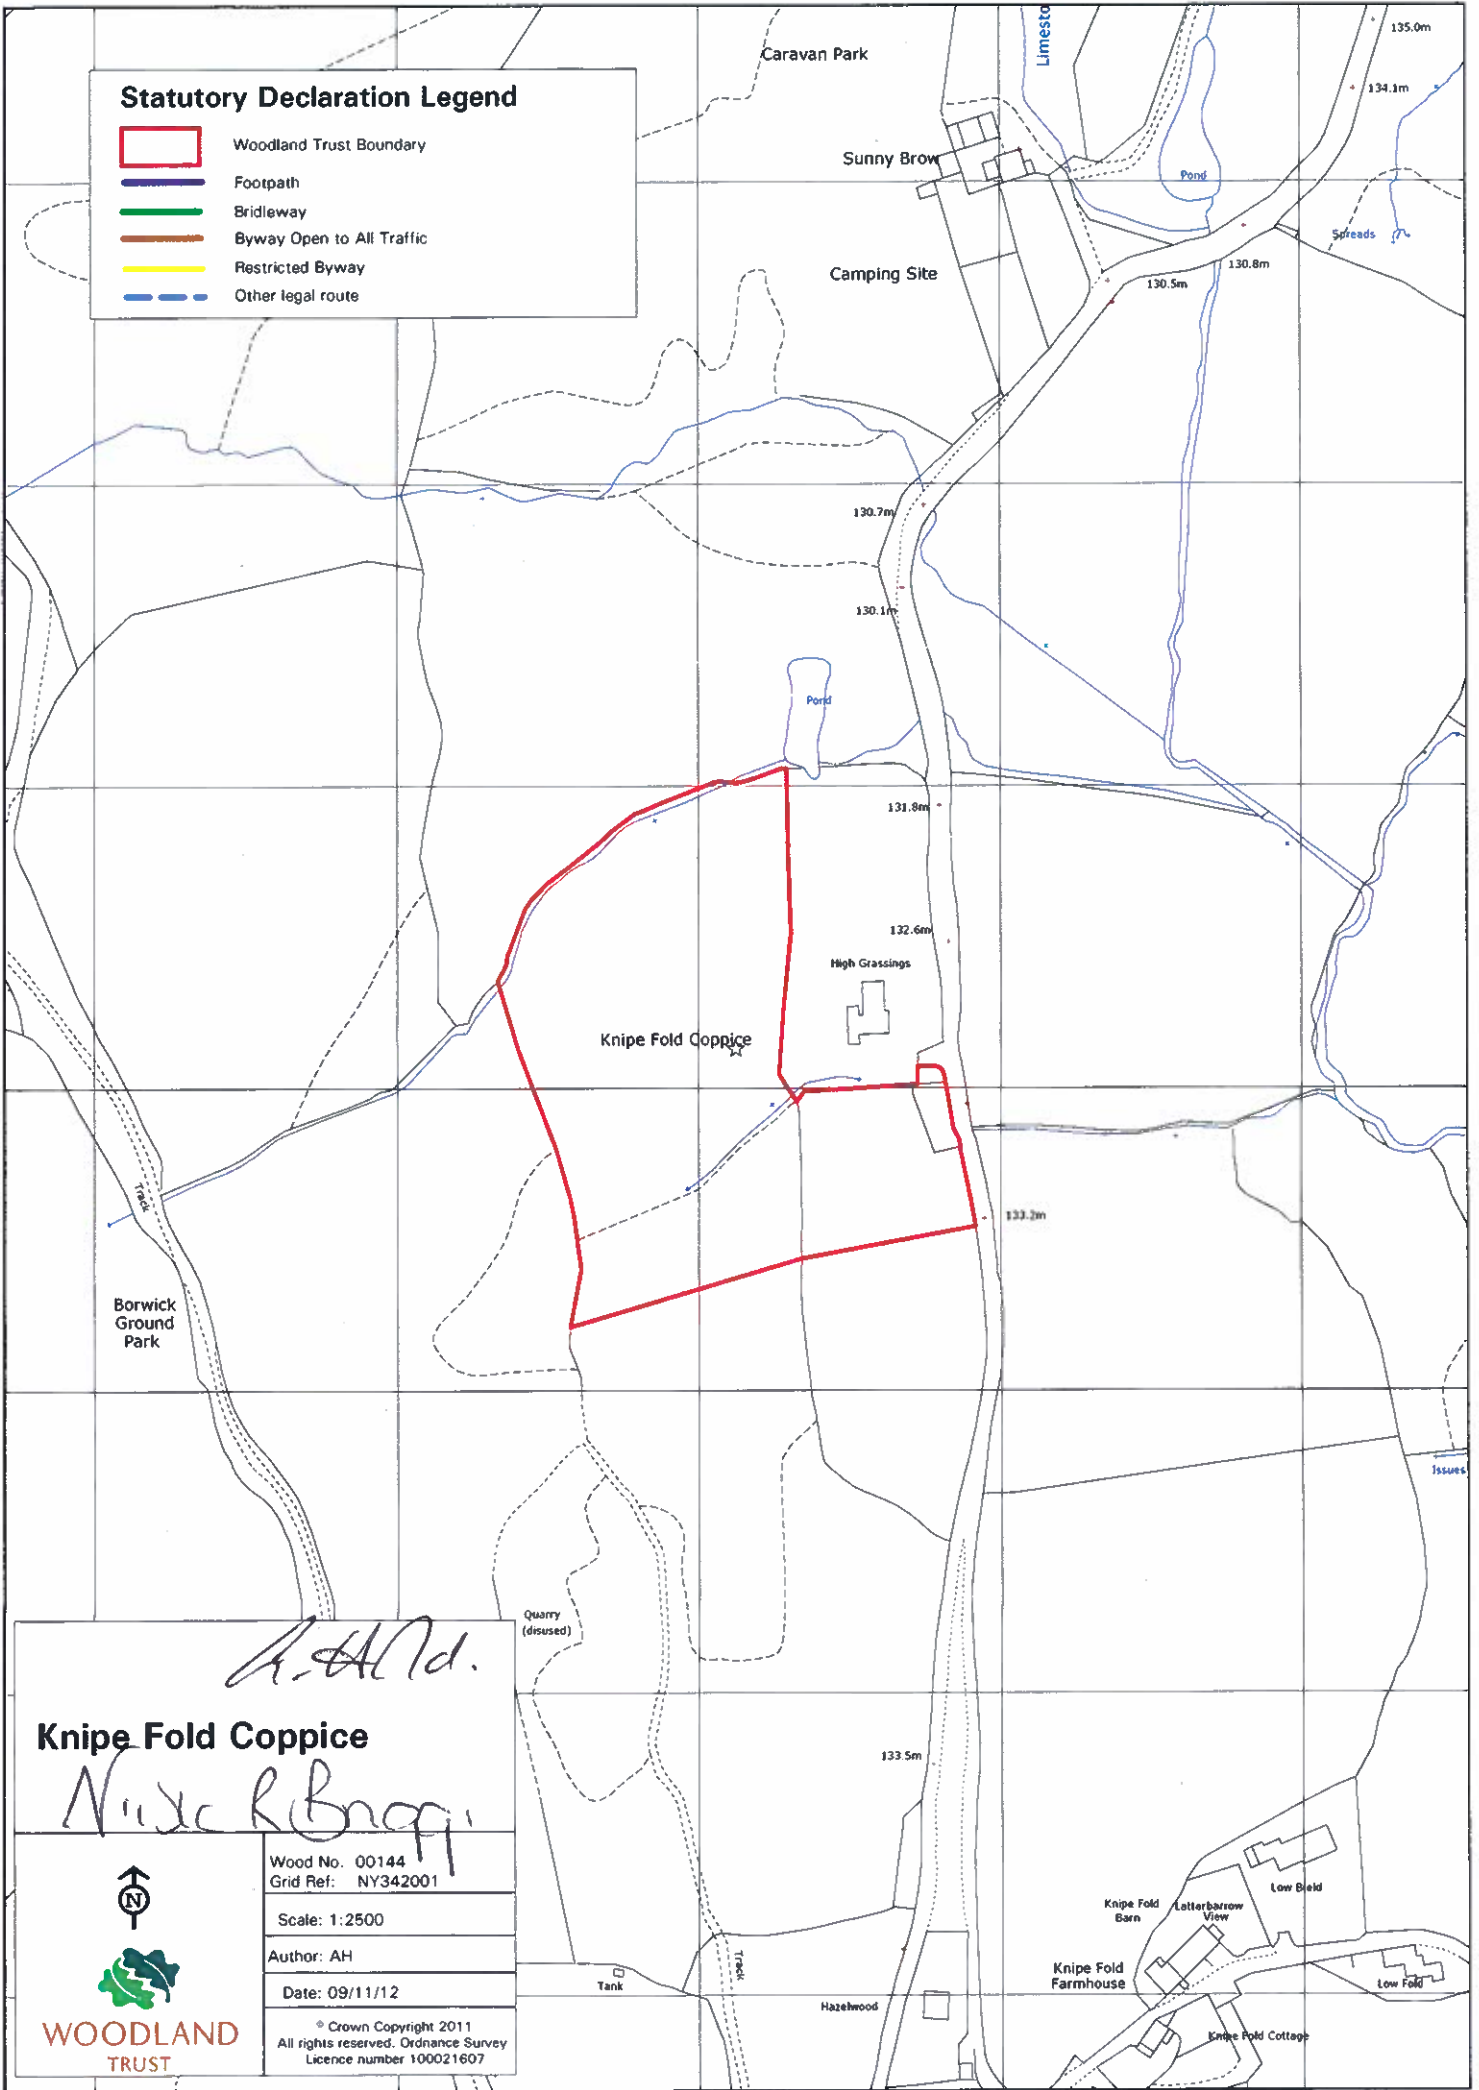 Statutory Declaration Legend
Woodland Trust Boundary
Footpath
Bridleway
Byway Open to All Traffic
Restricted Byway
Other legal route
Caravan Park
Limesto
135.0m
134.1m
Sunny Brow
Pond
Spreads
130.8m
Camping Site
130.5m
130.7m
130.1m
Pond
131.8m
132.6m
High Grassings
Knipe Fold Coppice
Track
133.2m
Borwick
Ground
Park
Issues
Quarry
(disused)
133.5m
Low Bield
Knipe Fold
Barn
Latterbarrow
View
Knipe Fold
Farmhouse
Low Fold
Track
Tank
Hazelwood
Knipe Fold Cottage
Knipe Fold Coppice
N
Wood No. 00144
Grid Ref: NY342001
Scale: 1:2500
Author: AH
Date: 09/11/12
© Crown Copyright 2011
All rights reserved. Ordnance Survey
Licence number 100021607
WOODLAND
TRUST